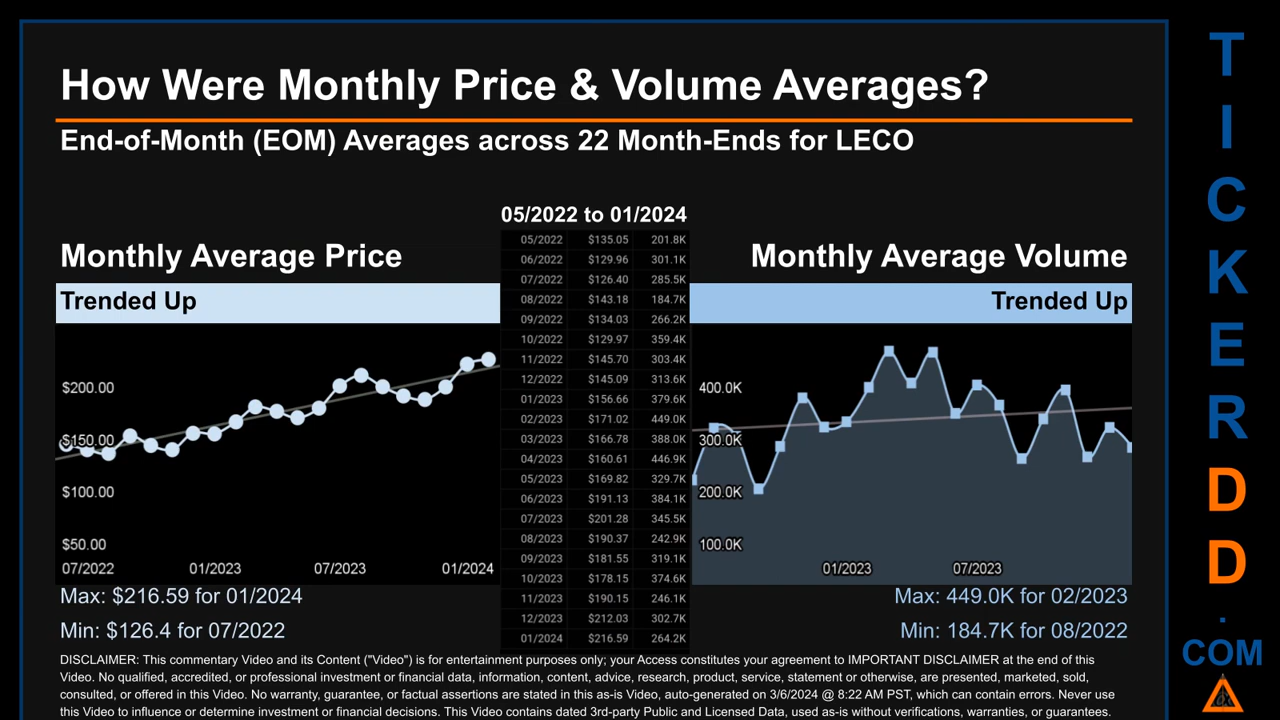 How Were Monthly Price & Volume Averages?
End-of-Month (EOM) Averages across 22 Month-Ends for LECO
05/2022 to 01/2024
Monthly Average Price
Trended Up
$200.00
$150.00
$100.00
$50.00
07/2022 01/2023 07/2023 01/2024
Max: $216.59 for 01/2024
Min: $126.4 for 07/2022
05/2022 $135.05 201.8K
06/2022 $129.96 301.1K
07/2022 $126.40 285.5K
08/2022 $143.18 184.7K
09/2022 $134.03 266.2K
10/2022 $129.97 359.4K
11/2022 $145.70 303.4K
12/2022 $145.09 313.6K
01/2023 $156.66 379.6K
02/2023 $171.02 449.0K
03/2023 $166.78 388.0K
04/2023 $160.61 446.9K
05/2023 $169.82 329.7K
06/2023 $191.13 384.1K
07/2023 $201.28 345.5K
08/2023 $190.37 242.9K
09/2023 $181.55 319.1K
10/2023 $178.15 374.6K
11/2023 $190.15 246.1K
12/2023 $212.03 302.7K
01/2024 $216.59 264.2K
Monthly Average Volume
Trended Up
400.0K
300.0K
200.0K
100.0K
01/2023 07/2023
Max: 449.0K for 02/2023
Min: 184.7K for 08/2022
DISCLAIMER: This commentary Video and its Content ("Video") is for entertainment purposes only; your Access constitutes your agreement to IMPORTANT DISCLAIMER at the end of this
Video. No qualified, accredited, or professional investment or financial data, information, content, advice, research, product, service, statement or otherwise, are presented, marketed, sold,
consulted, or offered in this Video. No warranty, guarantee, or factual assertions are stated in this as-is Video, auto-generated on 3/6/2024 @ 8:22 AM PST, which can contain errors. Never use
this Video to influence or determine investment or financial decisions. This Video contains dated 3rd-party Public and Licensed Data, used as-is without verifications, warranties, or guarantees.
T
I
C
K
E
R
D
D
.
COM